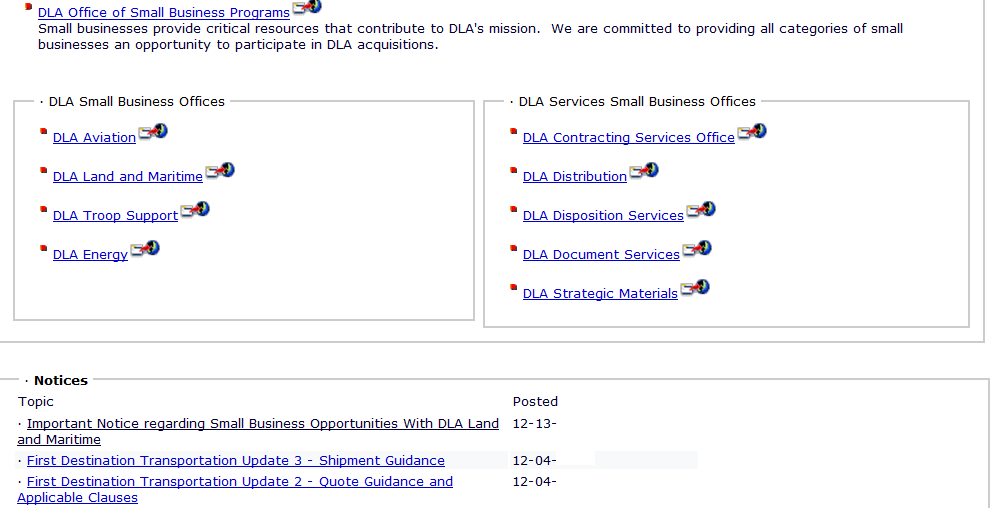 DLA Office of Small Business Programs
Small businesses provide critical resources that contribute to DLA's mission.  We are committed to providing all categories of small
businesses an opportunity to participate in DLA acquisitions.
· DLA Small Business Offices
DLA Aviation
DLA Land and Maritime
DLA Troop Support
DLA Energy
· DLA Services Small Business Offices
DLA Contracting Services Office
DLA Distribution
DLA Disposition Services
DLA Document Services
DLA Strategic Materials
· Notices
Topic Posted
· Important Notice regarding Small Business Opportunities With DLA Land 12-13-
and Maritime
· First Destination Transportation Update 3 - Shipment Guidance 12-04-
· First Destination Transportation Update 2 - Quote Guidance and 12-04-
Applicable Clauses